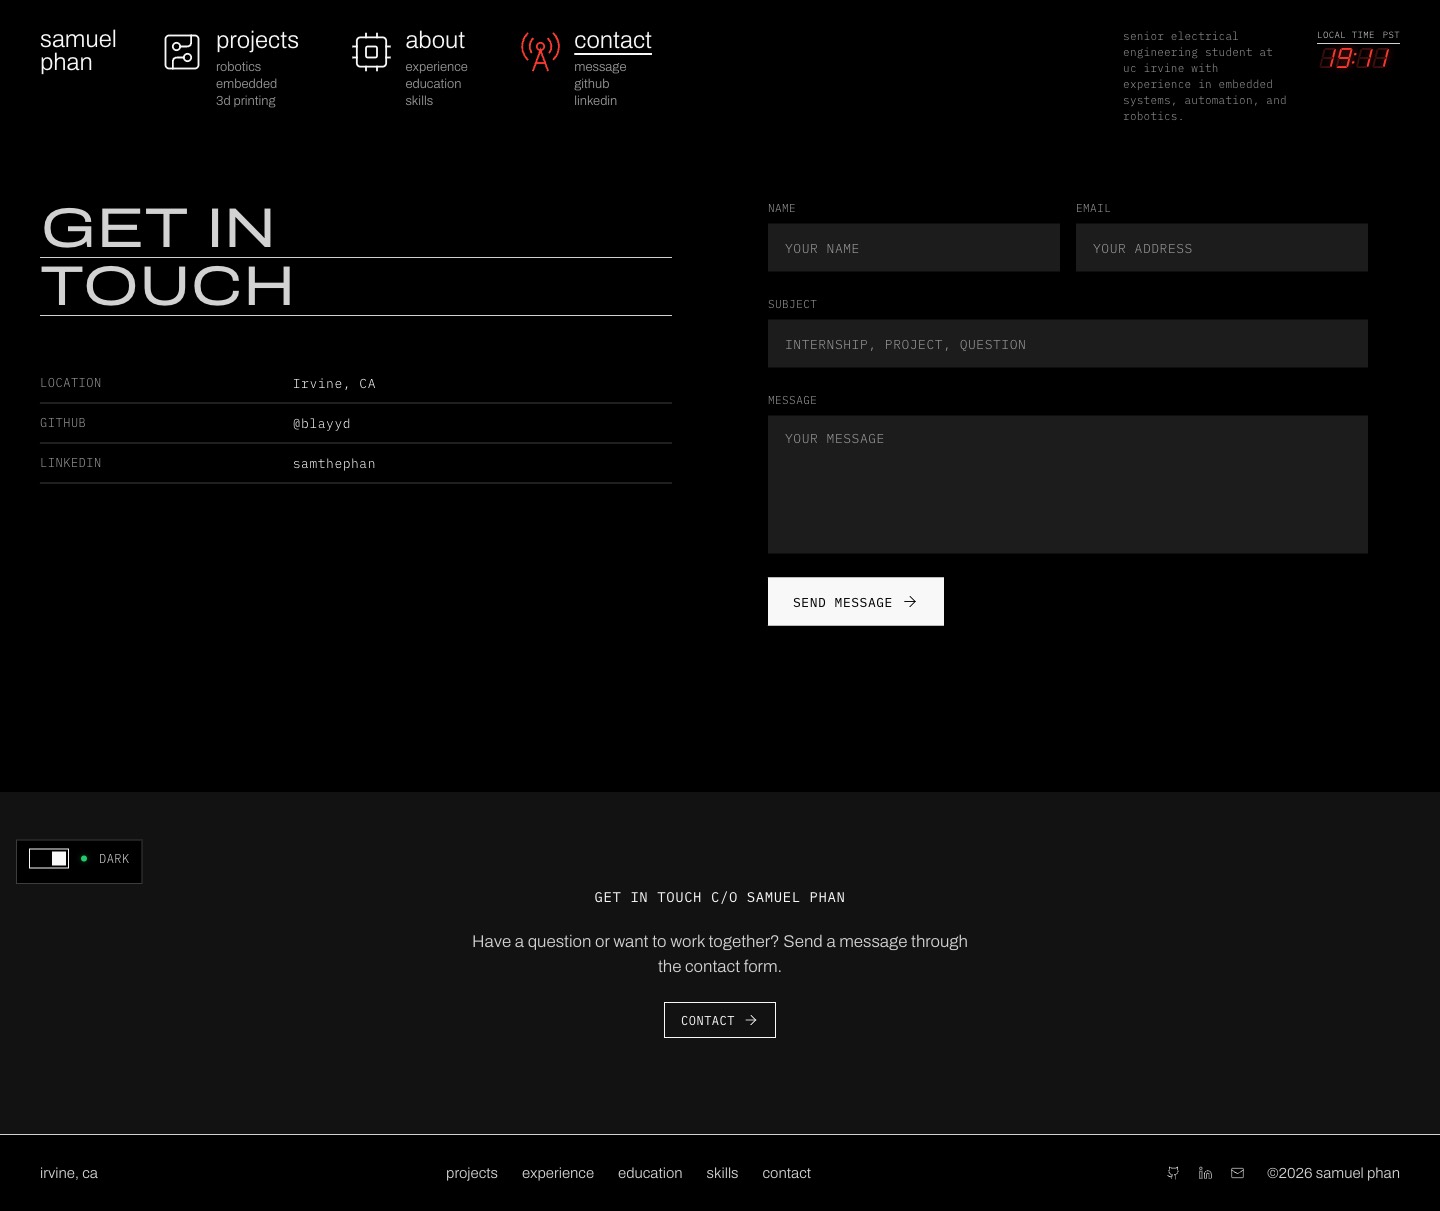 samuel
phan
projects
robotics
embedded
3d printing
about
experience
education
skills
contact
message
github
linkedin
senior electrical
engineering student at
uc irvine with
experience in embedded
systems, automation, and
robotics.
LOCAL TIME PST
19:11
GET IN
TOUCH
LOCATION Irvine, CA
GITHUB @blayyd
LINKEDIN samthephan
NAME EMAIL
YOUR NAME YOUR ADDRESS
SUBJECT
INTERNSHIP, PROJECT, QUESTION
MESSAGE
YOUR MESSAGE
SEND MESSAGE →
DARK
GET IN TOUCH C/O SAMUEL PHAN
Have a question or want to work together? Send a message through
the contact form.
CONTACT →
irvine, ca projects experience education skills contact ©2026 samuel phan